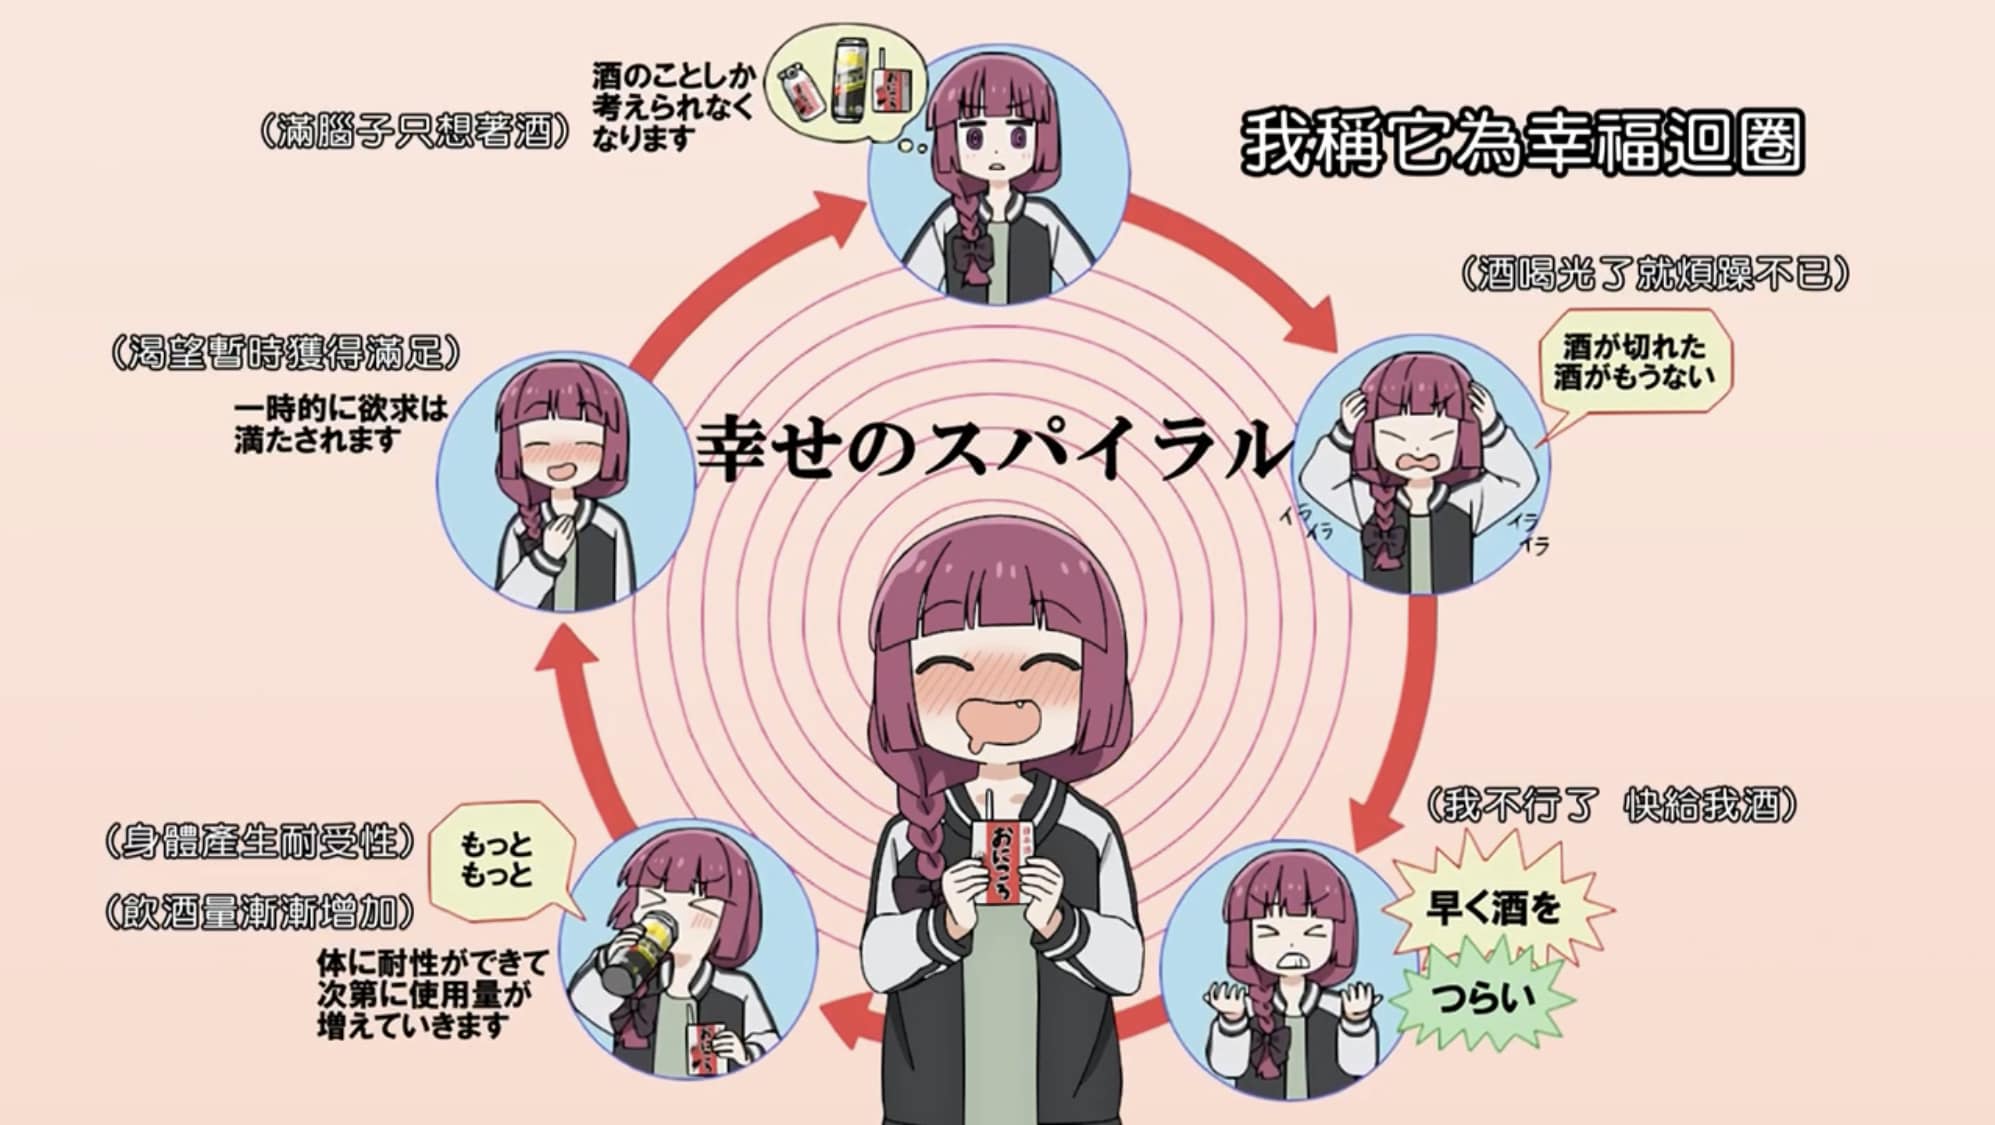 我稱它為幸福迴圈
(滿腦子只想著酒)
酒のことしか
考えられなく
なります
(酒喝光了就煩躁不已)
酒が切れた
酒がもうない
イラ
イラ
イラ
イラ
(我不行了 快給我酒)
早く酒を
つらい
(身體產生耐受性)
(飲酒量漸漸增加)
もっと
もっと
体に耐性ができて
次第に使用量が
増えていきます
おにころ
(渴望暫時獲得滿足)
一時的に欲求は
満たされます
幸せのスパイラル
おにころ